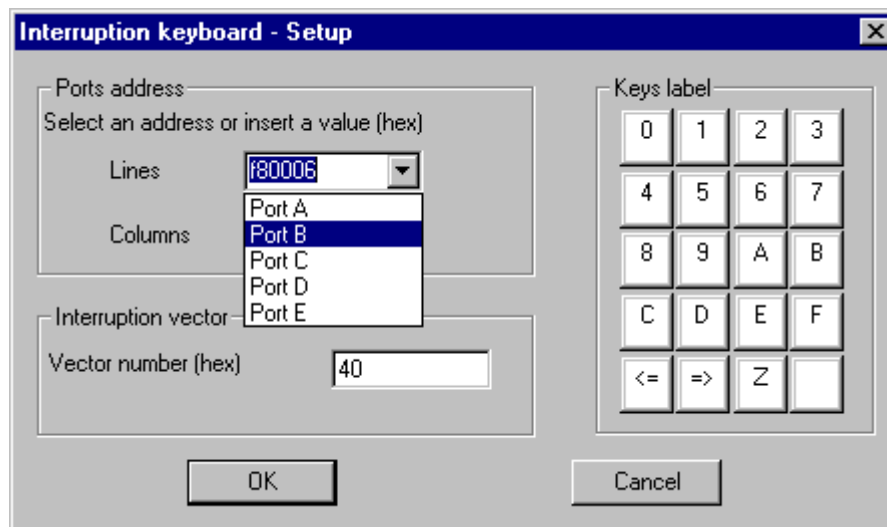 Interruption keyboard - Setup
Ports address
Select an address or insert a value (hex)
Lines
f80006
Port A
Port B
Port C
Port D
Port E
Columns
Interruption vector
Vector number (hex)
40
Keys label
0 1 2 3
4 5 6 7
8 9 A B
C D E F
<= => Z
OK
Cancel